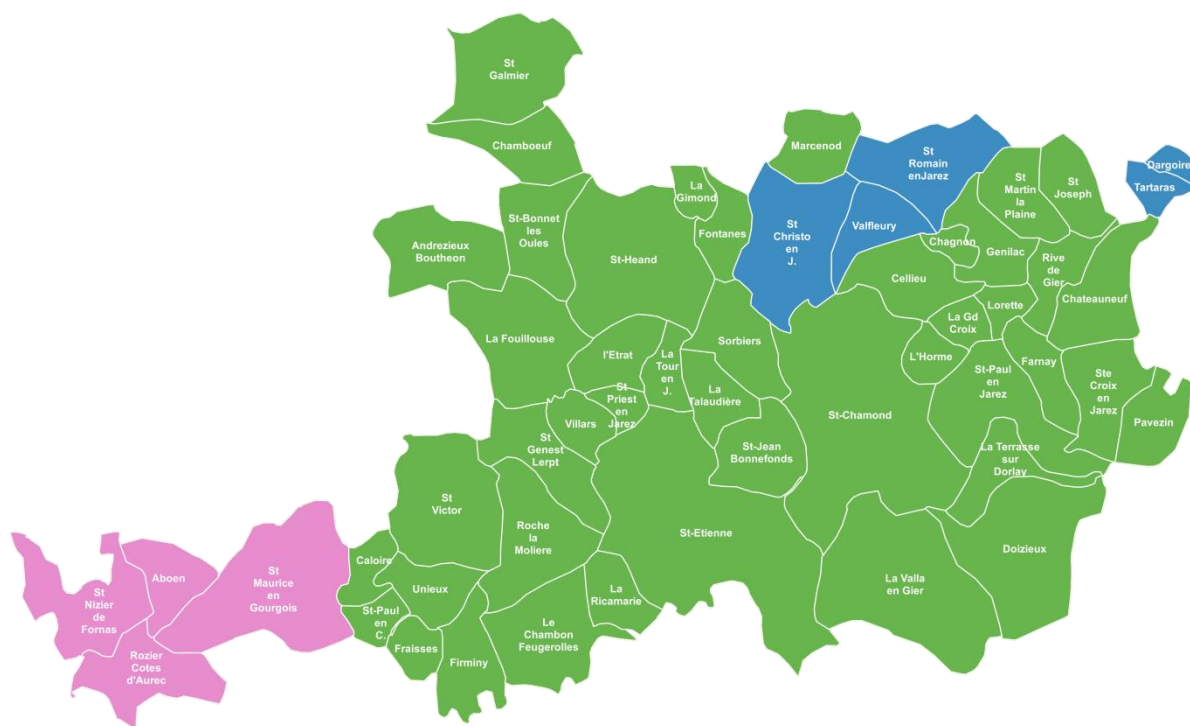 St
Galmier
Chamboeuf
Marcenod
St
Romain
enJarez
Dargoire
Tartaras
St
Martin
la
Plaine
St
Joseph
La
Gimond
St-Bonnet
les
Oules
Fontanes
St
Christo
en
J.
Valfleury
Chagnon
Genilac
Andrezieux
Boutheon
St-Heand
Cellieu
Rive
de
Gier
Chateauneuf
Lorette
La Gd
Croix
La Fouillouse
Sorbiers
l'Etrat
La
Tour
en
J.
L'Horme
Farnay
St-Paul
en
Jarez
Ste
Croix
en
Jarez
St
Priest
en
Jarez
La
Talaudière
St-Chamond
Villars
Pavezin
St
Genest
Lerpt
St-Jean
Bonnefonds
La Terrasse
sur
Dorlay
St
Victor
Roche
la
Moliere
St-Etienne
Doizieux
Caloire
Aboen
St
Maurice
en
Gourgois
Unieux
La
Ricamarie
La Valla
en Gier
St
Nizier
de
Fornas
St-Paul
en
C.
Le
Chambon
Feugerolles
Fraisses
Firminy
Rozier
Cotes
d'Aurec